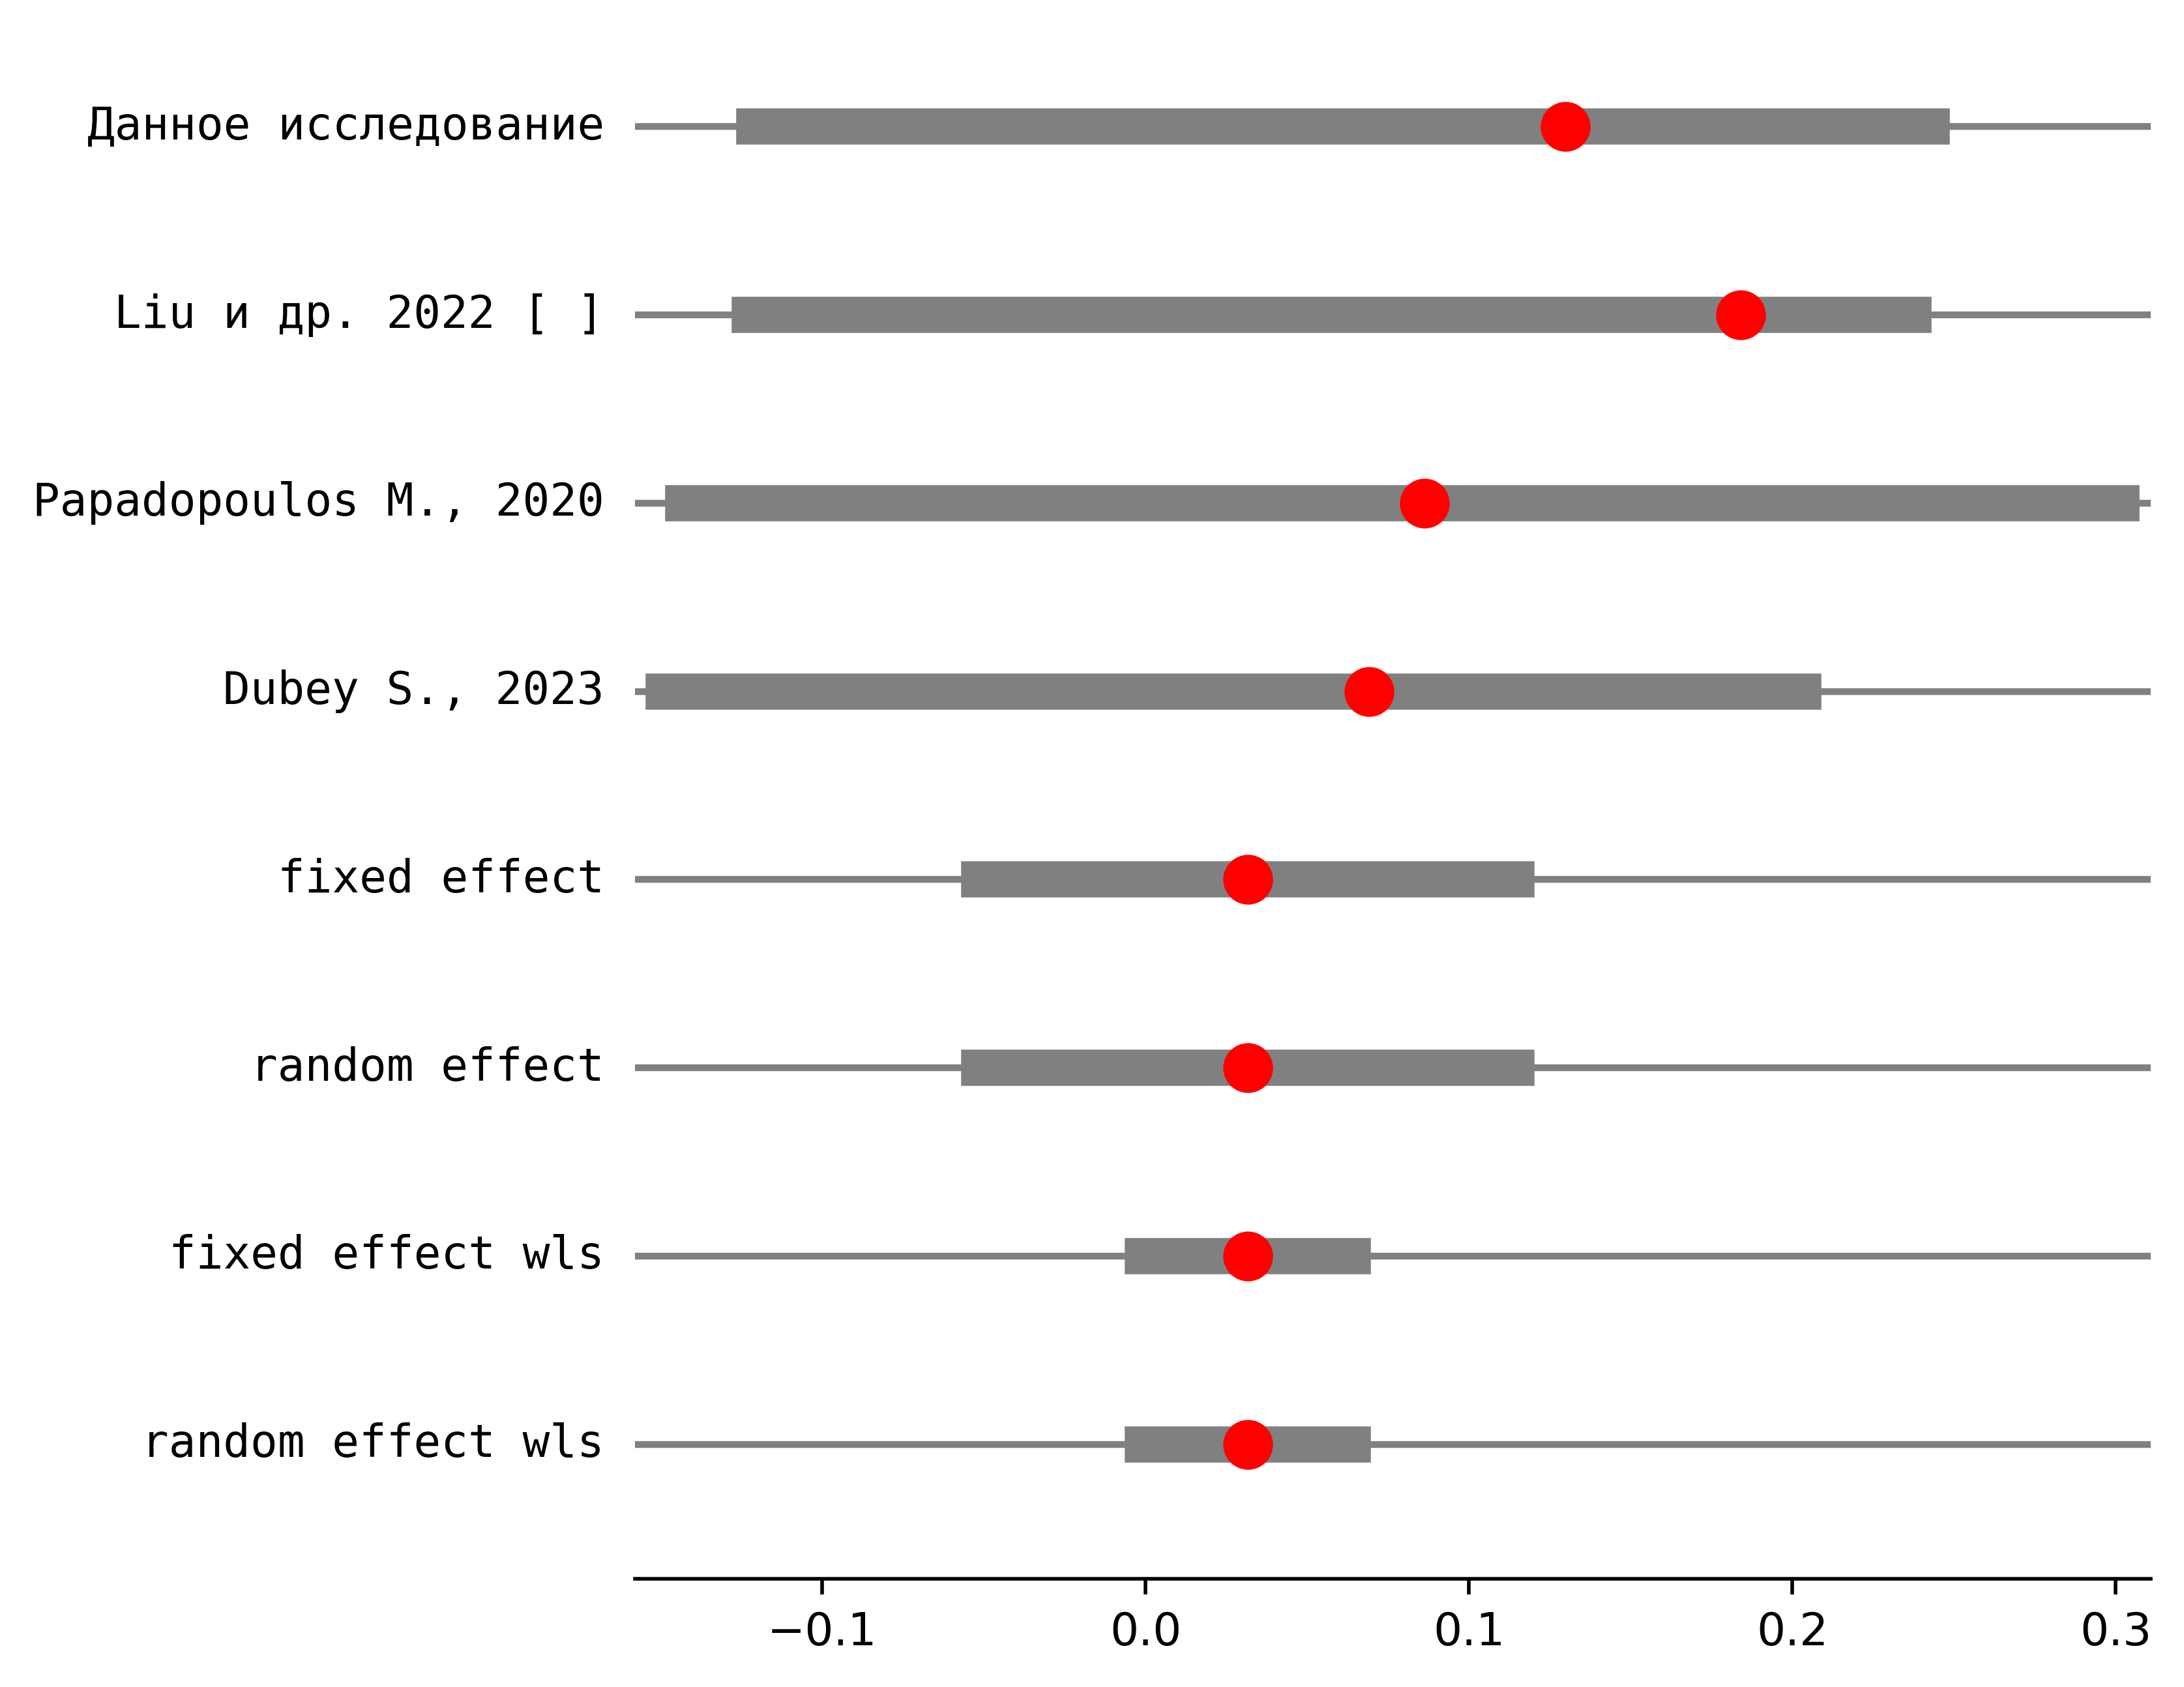 Данное исследование
Liu и др. 2022 [ ]
Papadopoulos M., 2020
Dubey S., 2023
fixed effect
random effect
fixed effect wls
random effect wls
−0.1 0.0 0.1 0.2 0.3